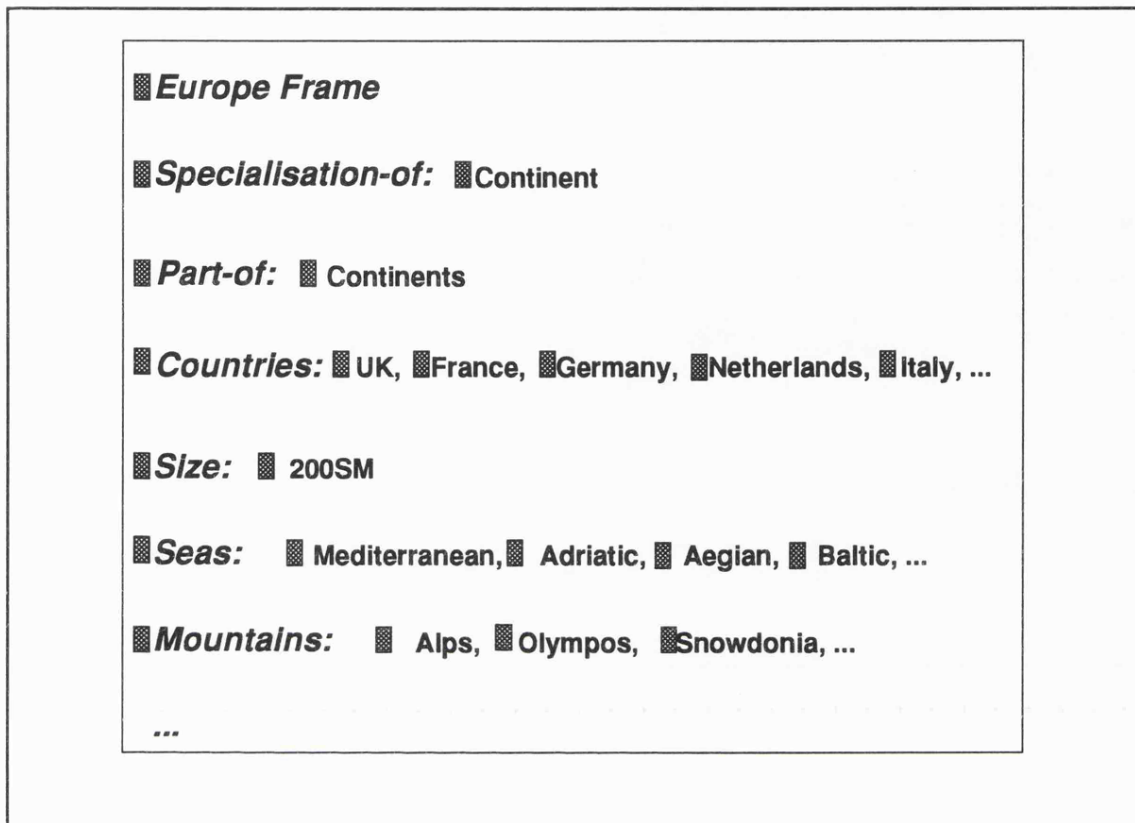 Europe Frame
Specialisation-of: Continent
Part-of: Continents
Countries: UK, France, Germany, Netherlands, Italy, ...
Size: 200SM
Seas: Mediterranean, Adriatic, Aegian, Baltic, ...
Mountains: Alps, Olympos, Snowdonia, ...
...